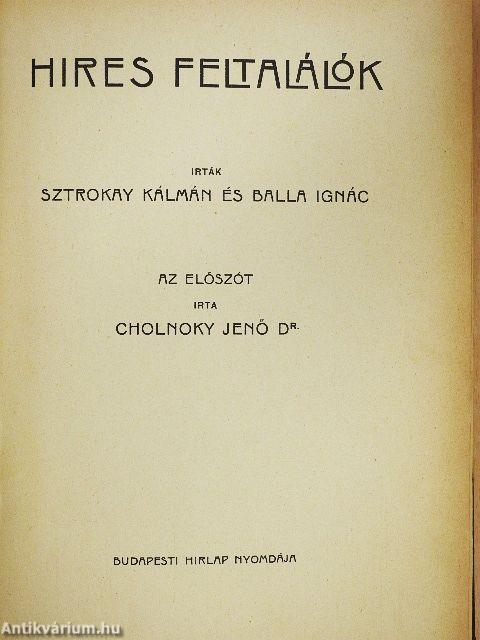 HIRES FELTALÁLÓK
IRTÁK
SZTROKAY KÁLMÁN ÉS BALLA IGNÁC
AZ ELŐSZÓT
IRTA
CHOLNOKY JENŐ DR.
BUDAPESTI HIRLAP NYOMDÁJA
Antikvárium.hu